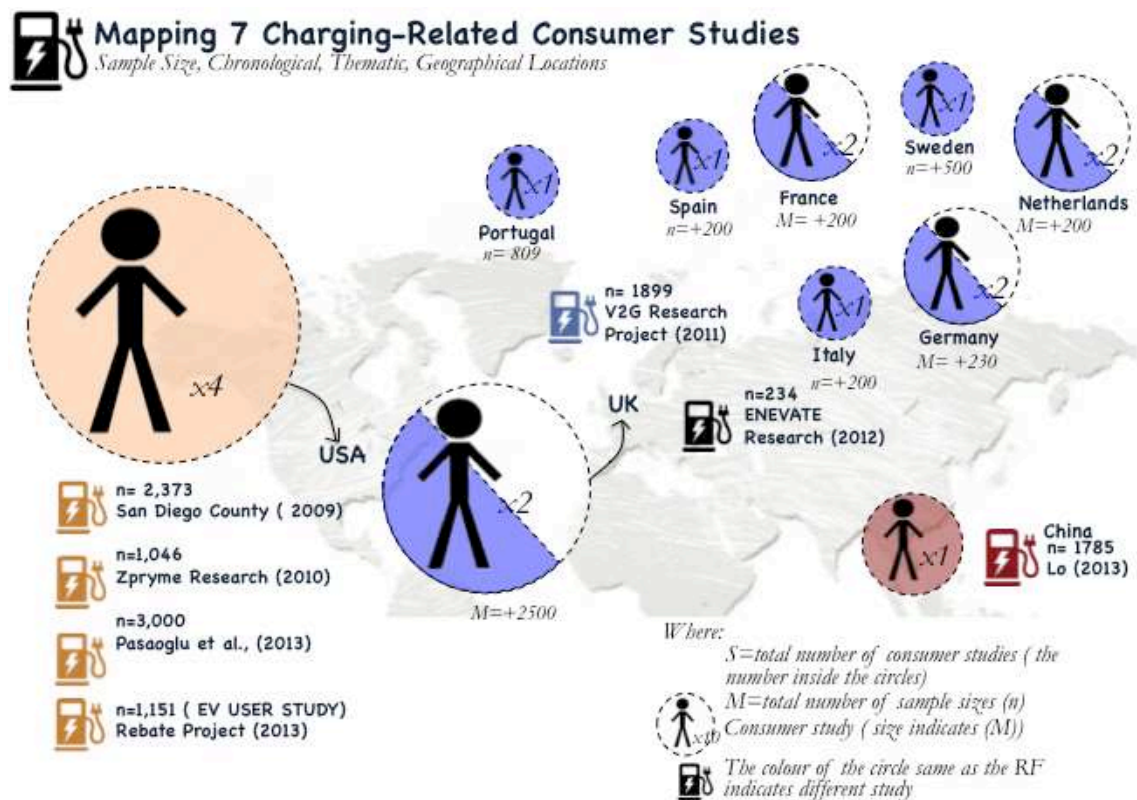 Mapping 7 Charging-Related Consumer Studies
Sample Size, Chronological, Thematic, Geographical Locations
x1
Portugal
n= 809
x1
Spain
n=+200
x2
France
M= +200
x1
Sweden
n=+500
x2
Netherlands
M=+200
x2
Germany
M= +230
x1
Italy
n=+200
n= 1899
V2G Research
Project (2011)
x4
USA
x2
M=+2500
UK
n=234
ENEVATE
Research (2012)
n= 2,373
San Diego County ( 2009)
n=1,046
Zpryme Research (2010)
n=3,000
Pasaoglu et al., (2013)
n=1,151 ( EV USER STUDY)
Rebate Project (2013)
x1
China
n= 1785
Lo (2013)
Where:
S=total number of consumer studies ( the
number inside the circles)
M=total number of sample sizes (n)
Consumer study ( size indicates (M))
The colour of the circle same as the RF
indicates different study